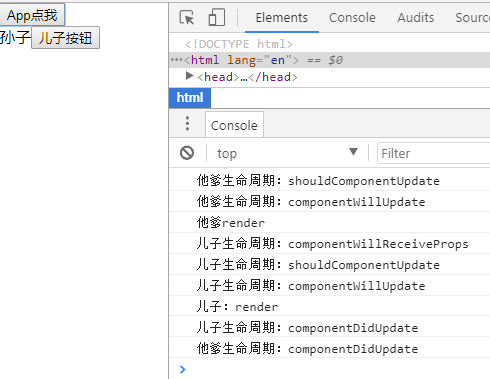 App点我
孙子 儿子按钮
Elements Console Audits Sourc
<!DOCTYPE html>
···<html lang="en"> == $0
▶<head>…</head>
html
Console
top ▼ Filter
他爹生命周期：shouldComponentUpdate
他爹生命周期：componentWillUpdate
他爹render
儿子生命周期：componentWillReceiveProps
儿子生命周期：shouldComponentUpdate
儿子生命周期：componentWillUpdate
儿子：render
儿子生命周期：componentDidUpdate
他爹生命周期：componentDidUpdate
>